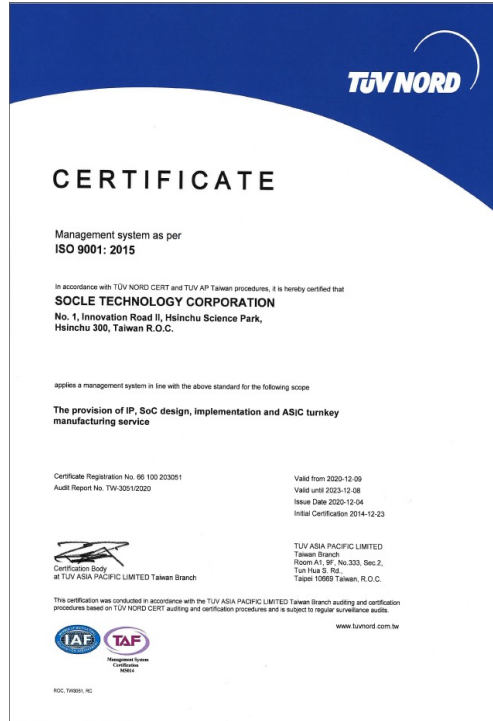 TÜV NORD
CERTIFICATE
Management system as per
ISO 9001: 2015
In accordance with TÜV NORD CERT and TUV AP Taiwan procedures, it is hereby certified that
SOCLE TECHNOLOGY CORPORATION
No. 1, Innovation Road II, Hsinchu Science Park,
Hsinchu 300, Taiwan R.O.C.
applies a management system in line with the above standard for the following scope
The provision of IP, SoC design, implementation and ASIC turnkey
manufacturing service
Certificate Registration No. 66 100 203051
Audit Report No. TW-3051/2020
Valid from 2020-12-09
Valid until 2023-12-08
Issue Date 2020-12-04
Initial Certification 2014-12-23
Certification Body
at TUV ASIA PACIFIC LIMITED Taiwan Branch
TUV ASIA PACIFIC LIMITED
Taiwan Branch
Room A1, 9F, No.333, Sec.2,
Tun Hua S. Rd.,
Taipei 10669 Taiwan, R.O.C.
This certification was conducted in accordance with the TUV ASIA PACIFIC LIMITED Taiwan Branch auditing and certification
procedures based on TÜV NORD CERT auditing and certification procedures and is subject to regular surveillance audits.
www.tuvnord.com.tw
IAF
TAF
Management System
Certification
MS014
ROC, TW3051, RC